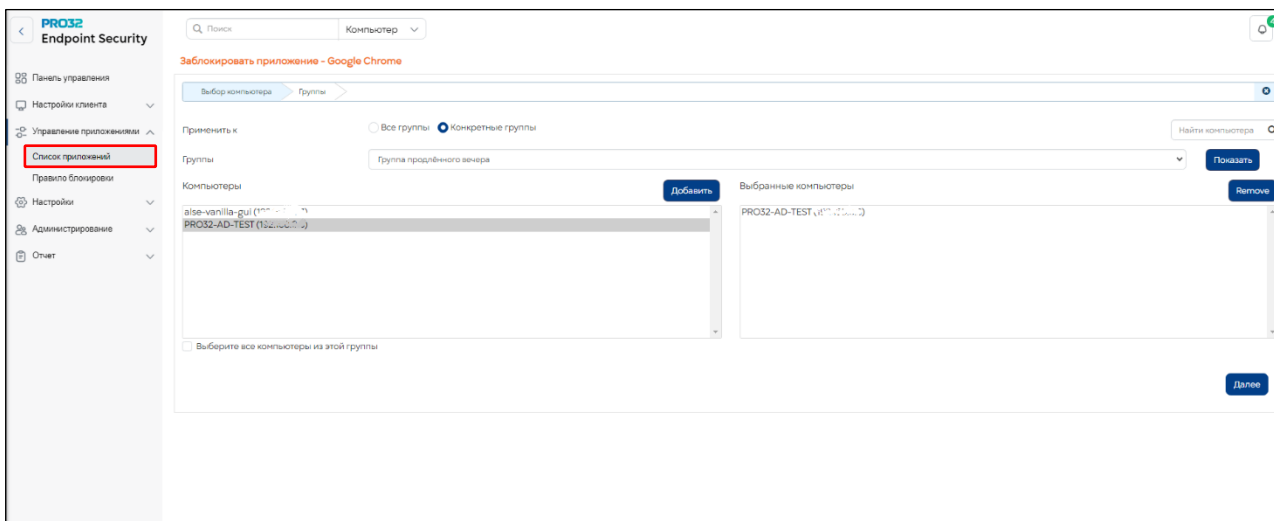 PRO32
Endpoint Security
Поиск
Компьютер
Заблокировать приложение - Google Chrome
Панель управления
Настройки клиента
Управление приложениями
Список приложений
Правило блокировки
Настройки
Администрирование
Отчет
Выбор компьютера Группы
Применить к Все группы Конкретные группы Найти компьютера
Группы Группа продлённого вечера Показать
Компьютеры Добавить Выбранные компьютеры Remove
aise-vanilla-gui
PRO32-AD-TEST
PRO32-AD-TEST
Выберите все компьютеры из этой группы
Далее